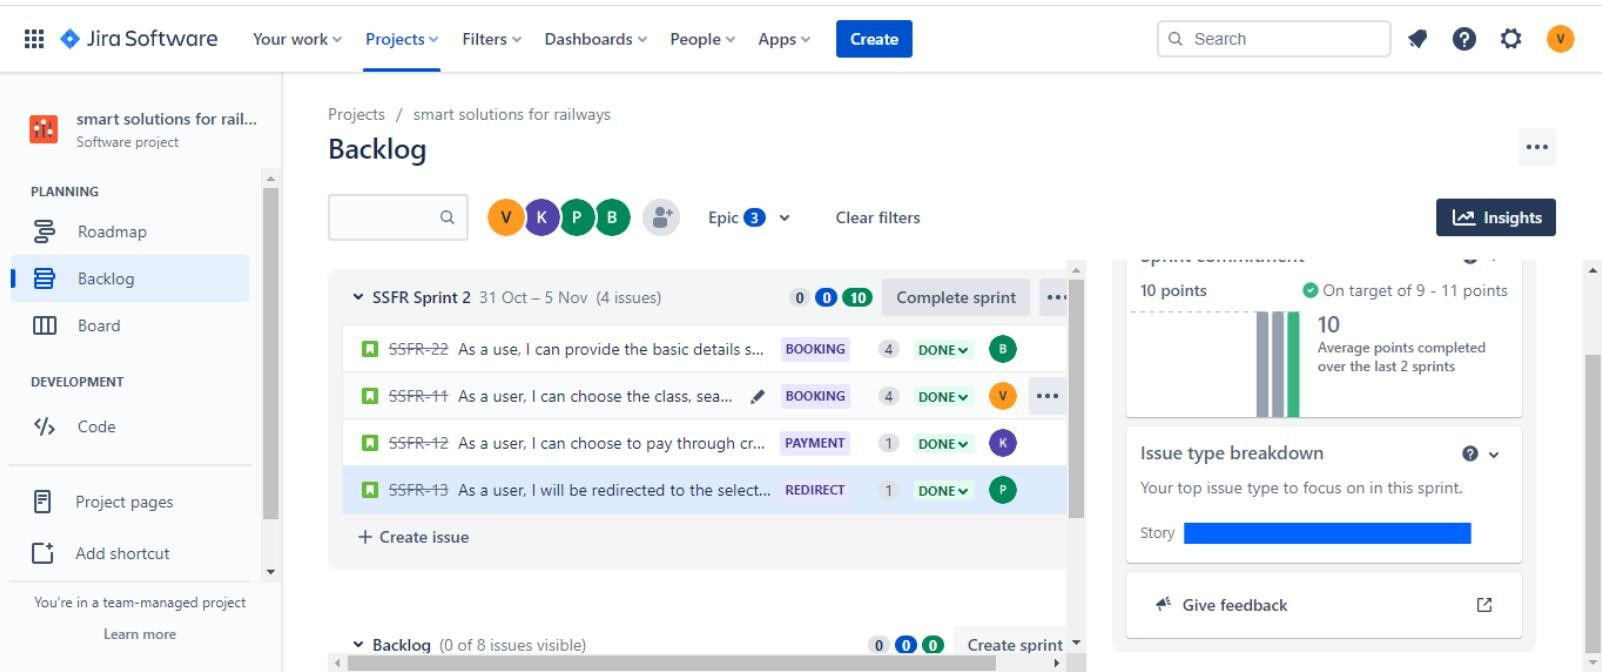 Jira Software
Your work
Projects
Filters
Dashboards
People
Apps
Create
Search
V
smart solutions for rail...
Software project
PLANNING
Roadmap
Backlog
Board
DEVELOPMENT
Code
Project pages
Add shortcut
You're in a team-managed project
Learn more
Projects / smart solutions for railways
Backlog
V K P B
Epic 3
Clear filters
Insights
SSFR Sprint 2 31 Oct – 5 Nov (4 issues) 0 0 10 Complete sprint
SSFR-22 As a use, I can provide the basic details s... BOOKING 4 DONE B
SSFR-11 As a user, I can choose the class, sea... BOOKING 4 DONE V
SSFR-12 As a user, I can choose to pay through cr... PAYMENT 1 DONE K
SSFR-13 As a user, I will be redirected to the select... REDIRECT 1 DONE P
+ Create issue
Backlog (0 of 8 issues visible) 0 0 0 Create sprint
Sprint commitment
10 points On target of 9 - 11 points
10
Average points completed
over the last 2 sprints
Issue type breakdown
Your top issue type to focus on in this sprint.
Story
Give feedback